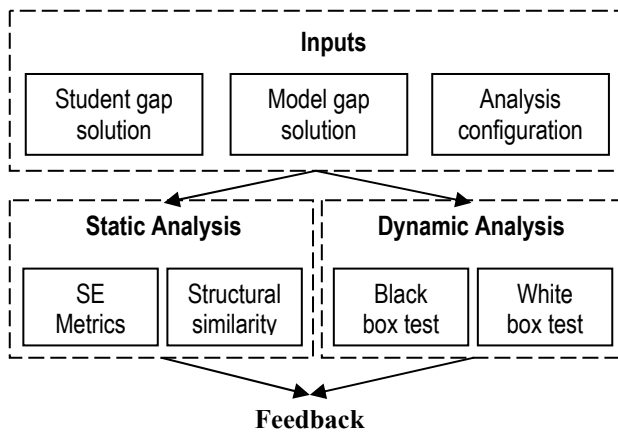 Inputs
Student gap
solution
Model gap
solution
Analysis
configuration
Static Analysis
SE
Metrics
Structural
similarity
Dynamic Analysis
Black
box test
White
box test
Feedback